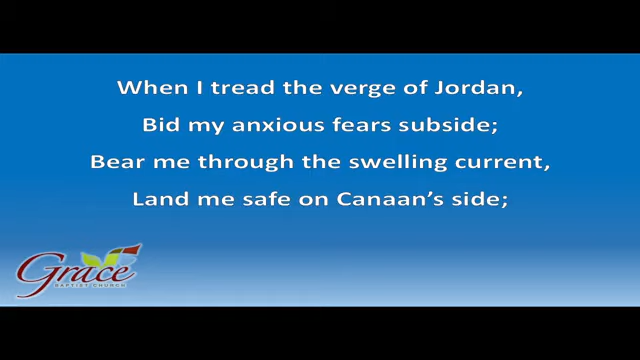 When I tread the verge of Jordan,
Bid my anxious fears subside;
Bear me through the swelling current,
Land me safe on Canaan's side;
Grace
BAPTIST CHURCH